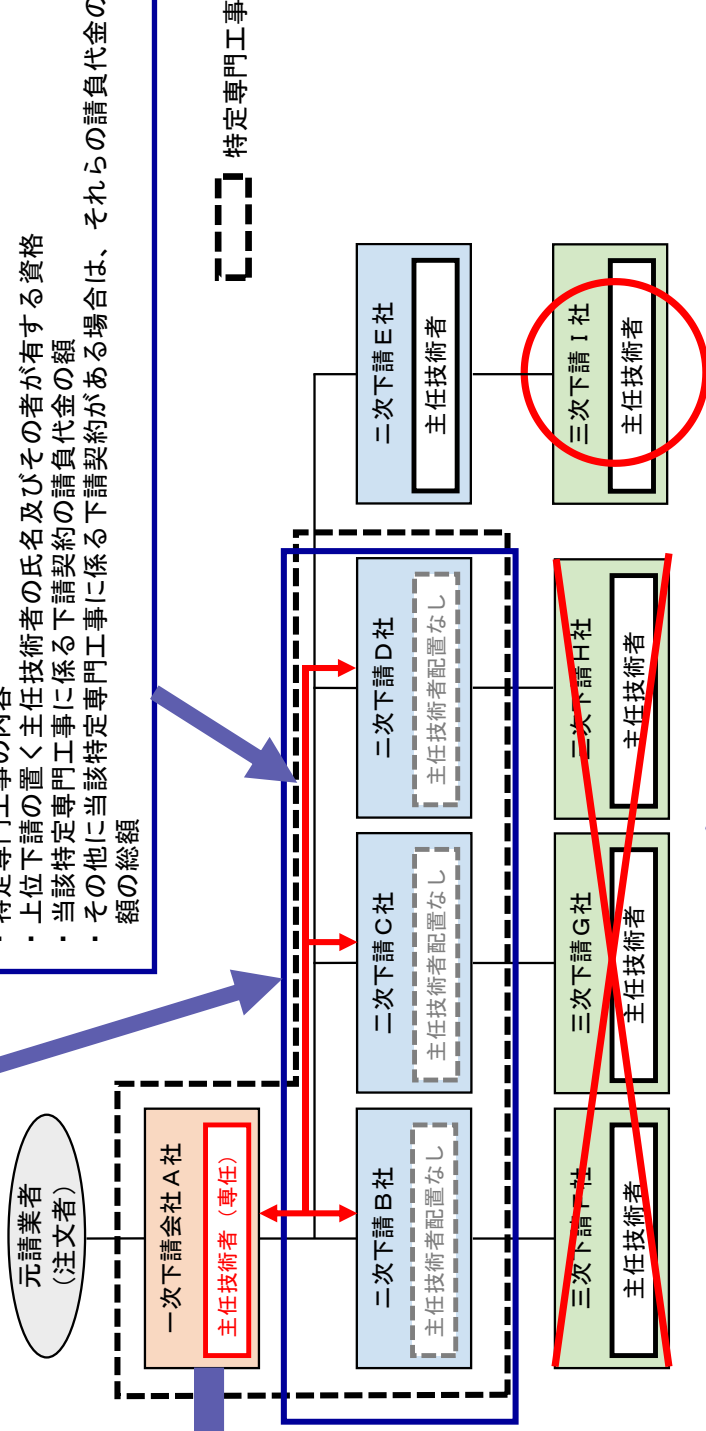 ・特定専門工事の内容
・上位下請の置く主任技術者の氏名及びその者が有する資格
・当該特定専門工事に係る下請契約の請負代金の額
・その他に当該特定専門工事に係る下請契約がある場合は、それらの請負代金の
額の総額
特定専門工事
元請業者
(注文者)
一次下請会社A社
主任技術者(専任)
二次下請B社
主任技術者配置なし
二次下請C社
主任技術者配置なし
二次下請D社
主任技術者配置なし
二次下請E社
主任技術者
三次下請F社
主任技術者
三次下請G社
主任技術者
三次下請H社
主任技術者
三次下請I社
主任技術者